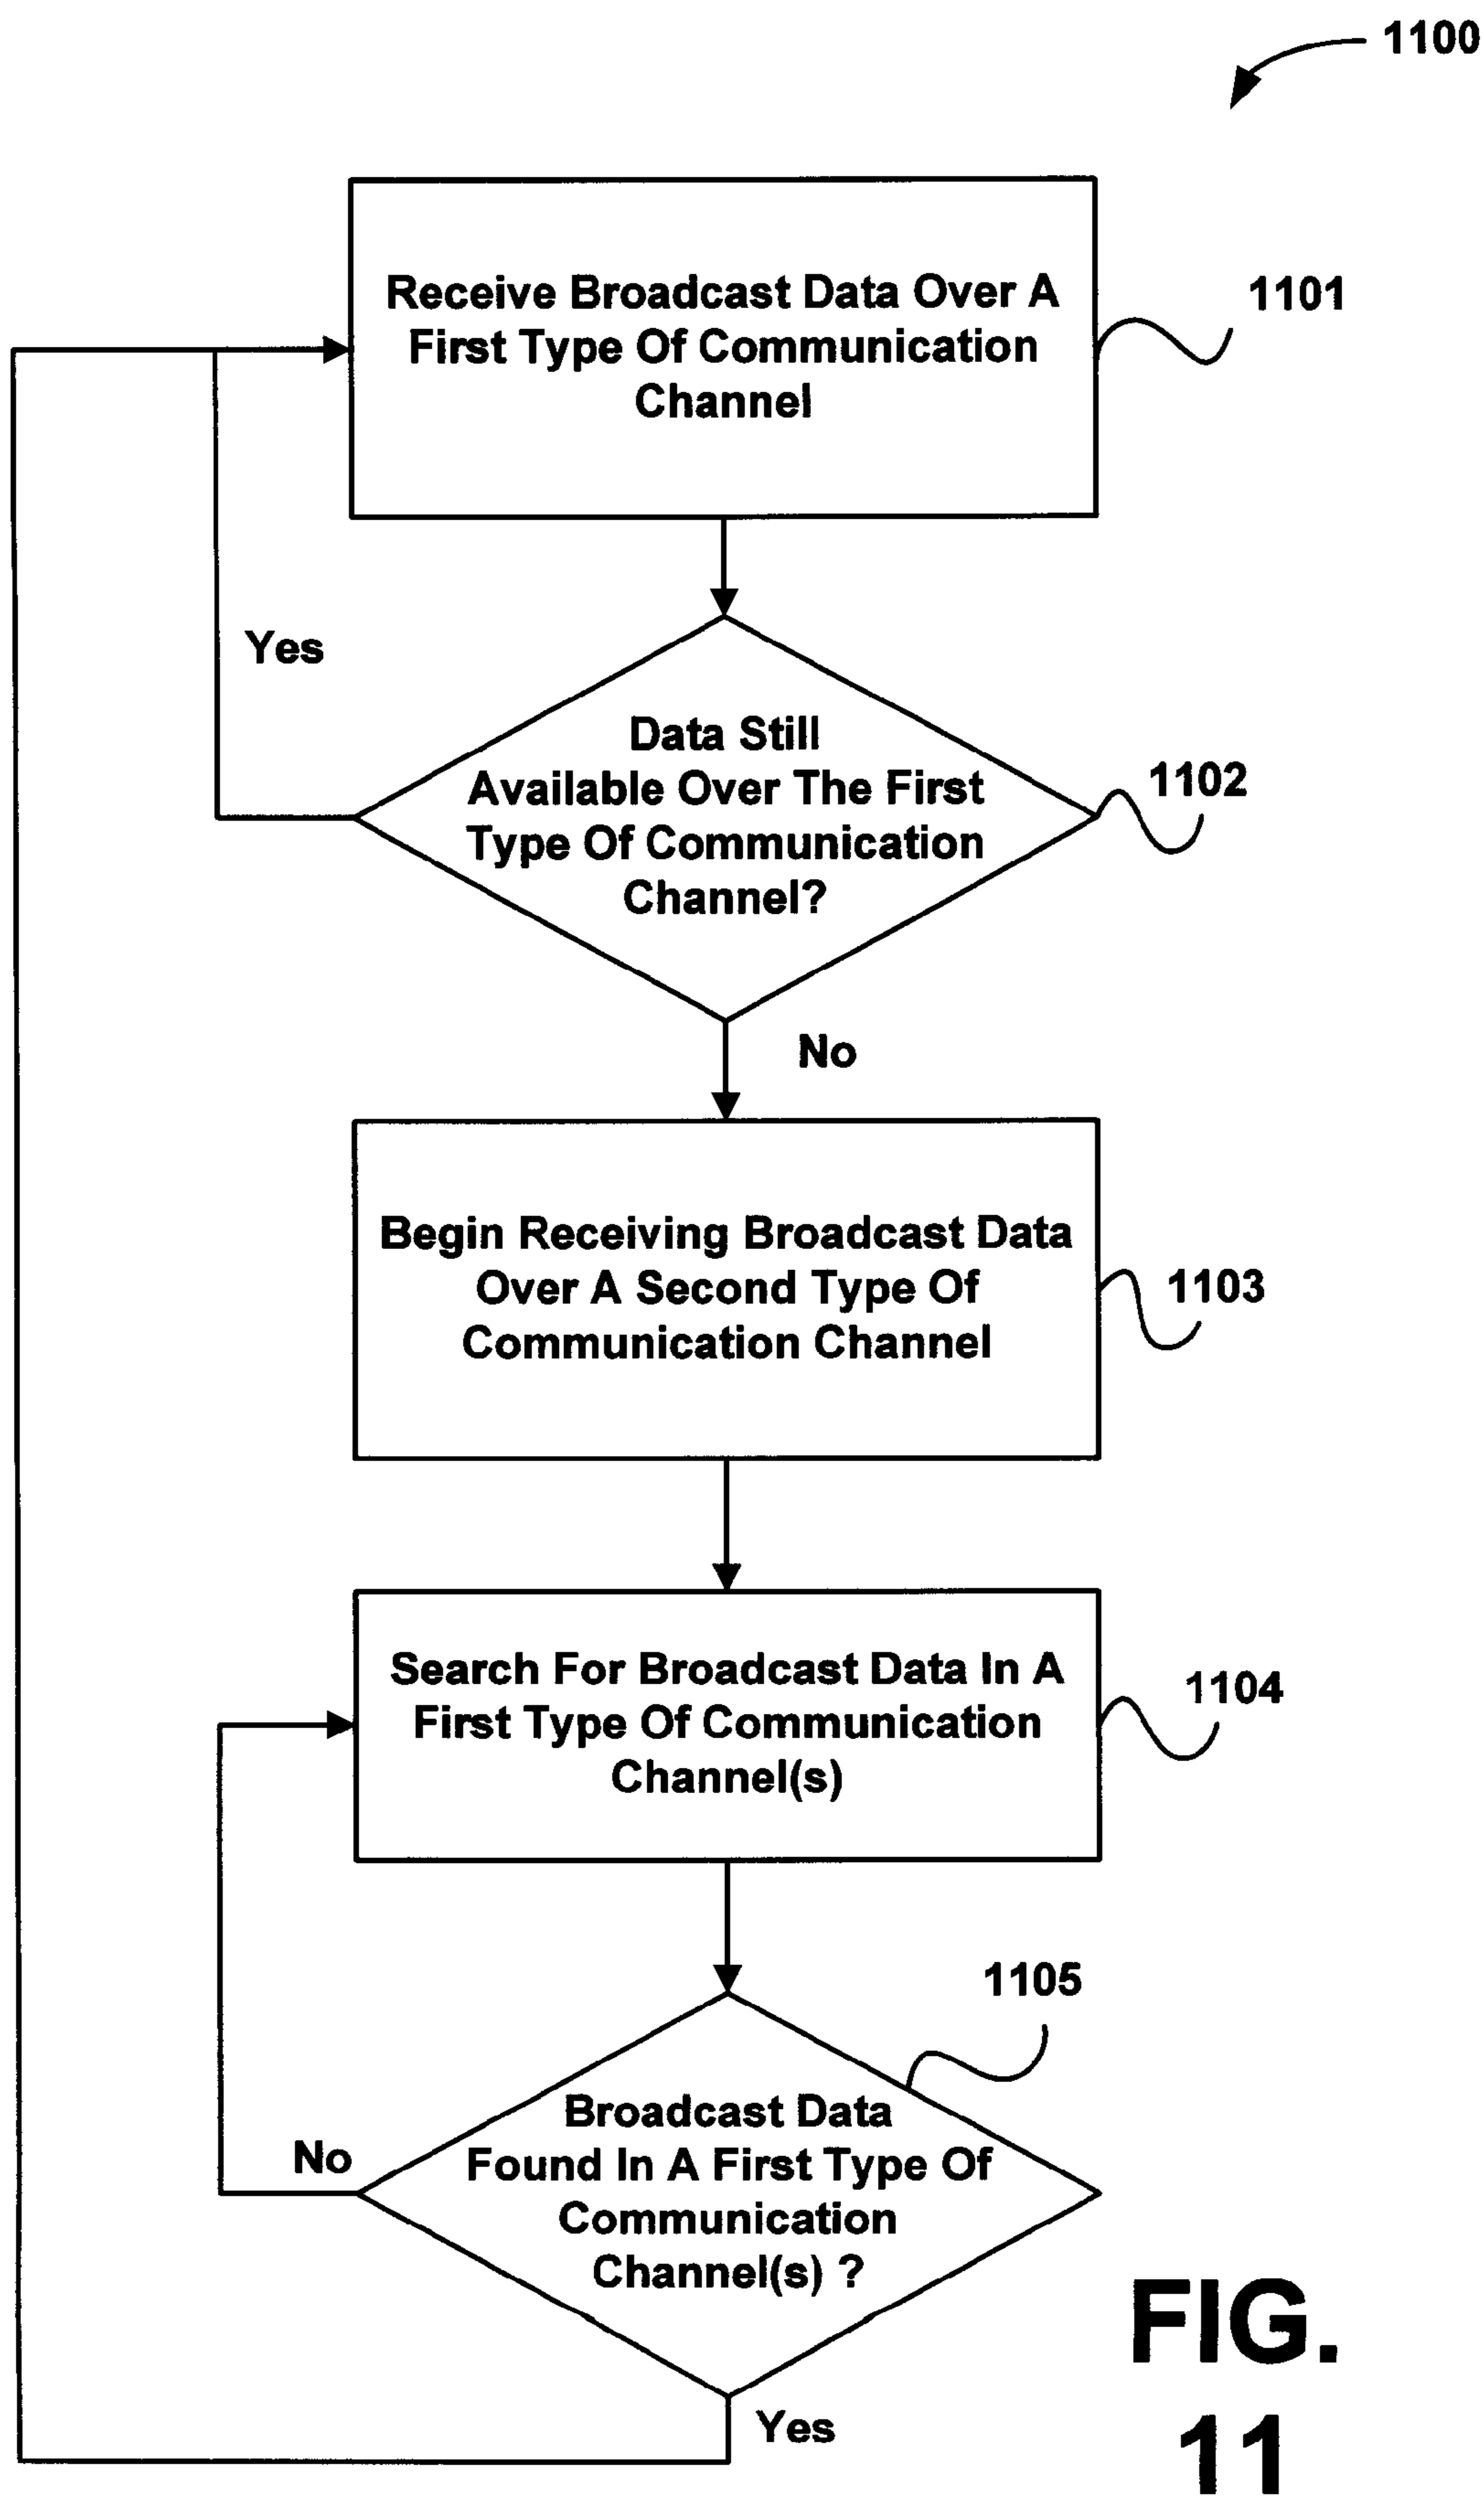 1100
Receive Broadcast Data Over A
First Type Of Communication
Channel
1101
Yes
Data Still
Available Over The First
Type Of Communication
Channel?
1102
No
Begin Receiving Broadcast Data
Over A Second Type Of
Communication Channel
1103
Search For Broadcast Data In A
First Type Of Communication
Channel(s)
1104
1105
Broadcast Data
Found In A First Type Of
Communication
Channel(s) ?
No
Yes
FIG.
11